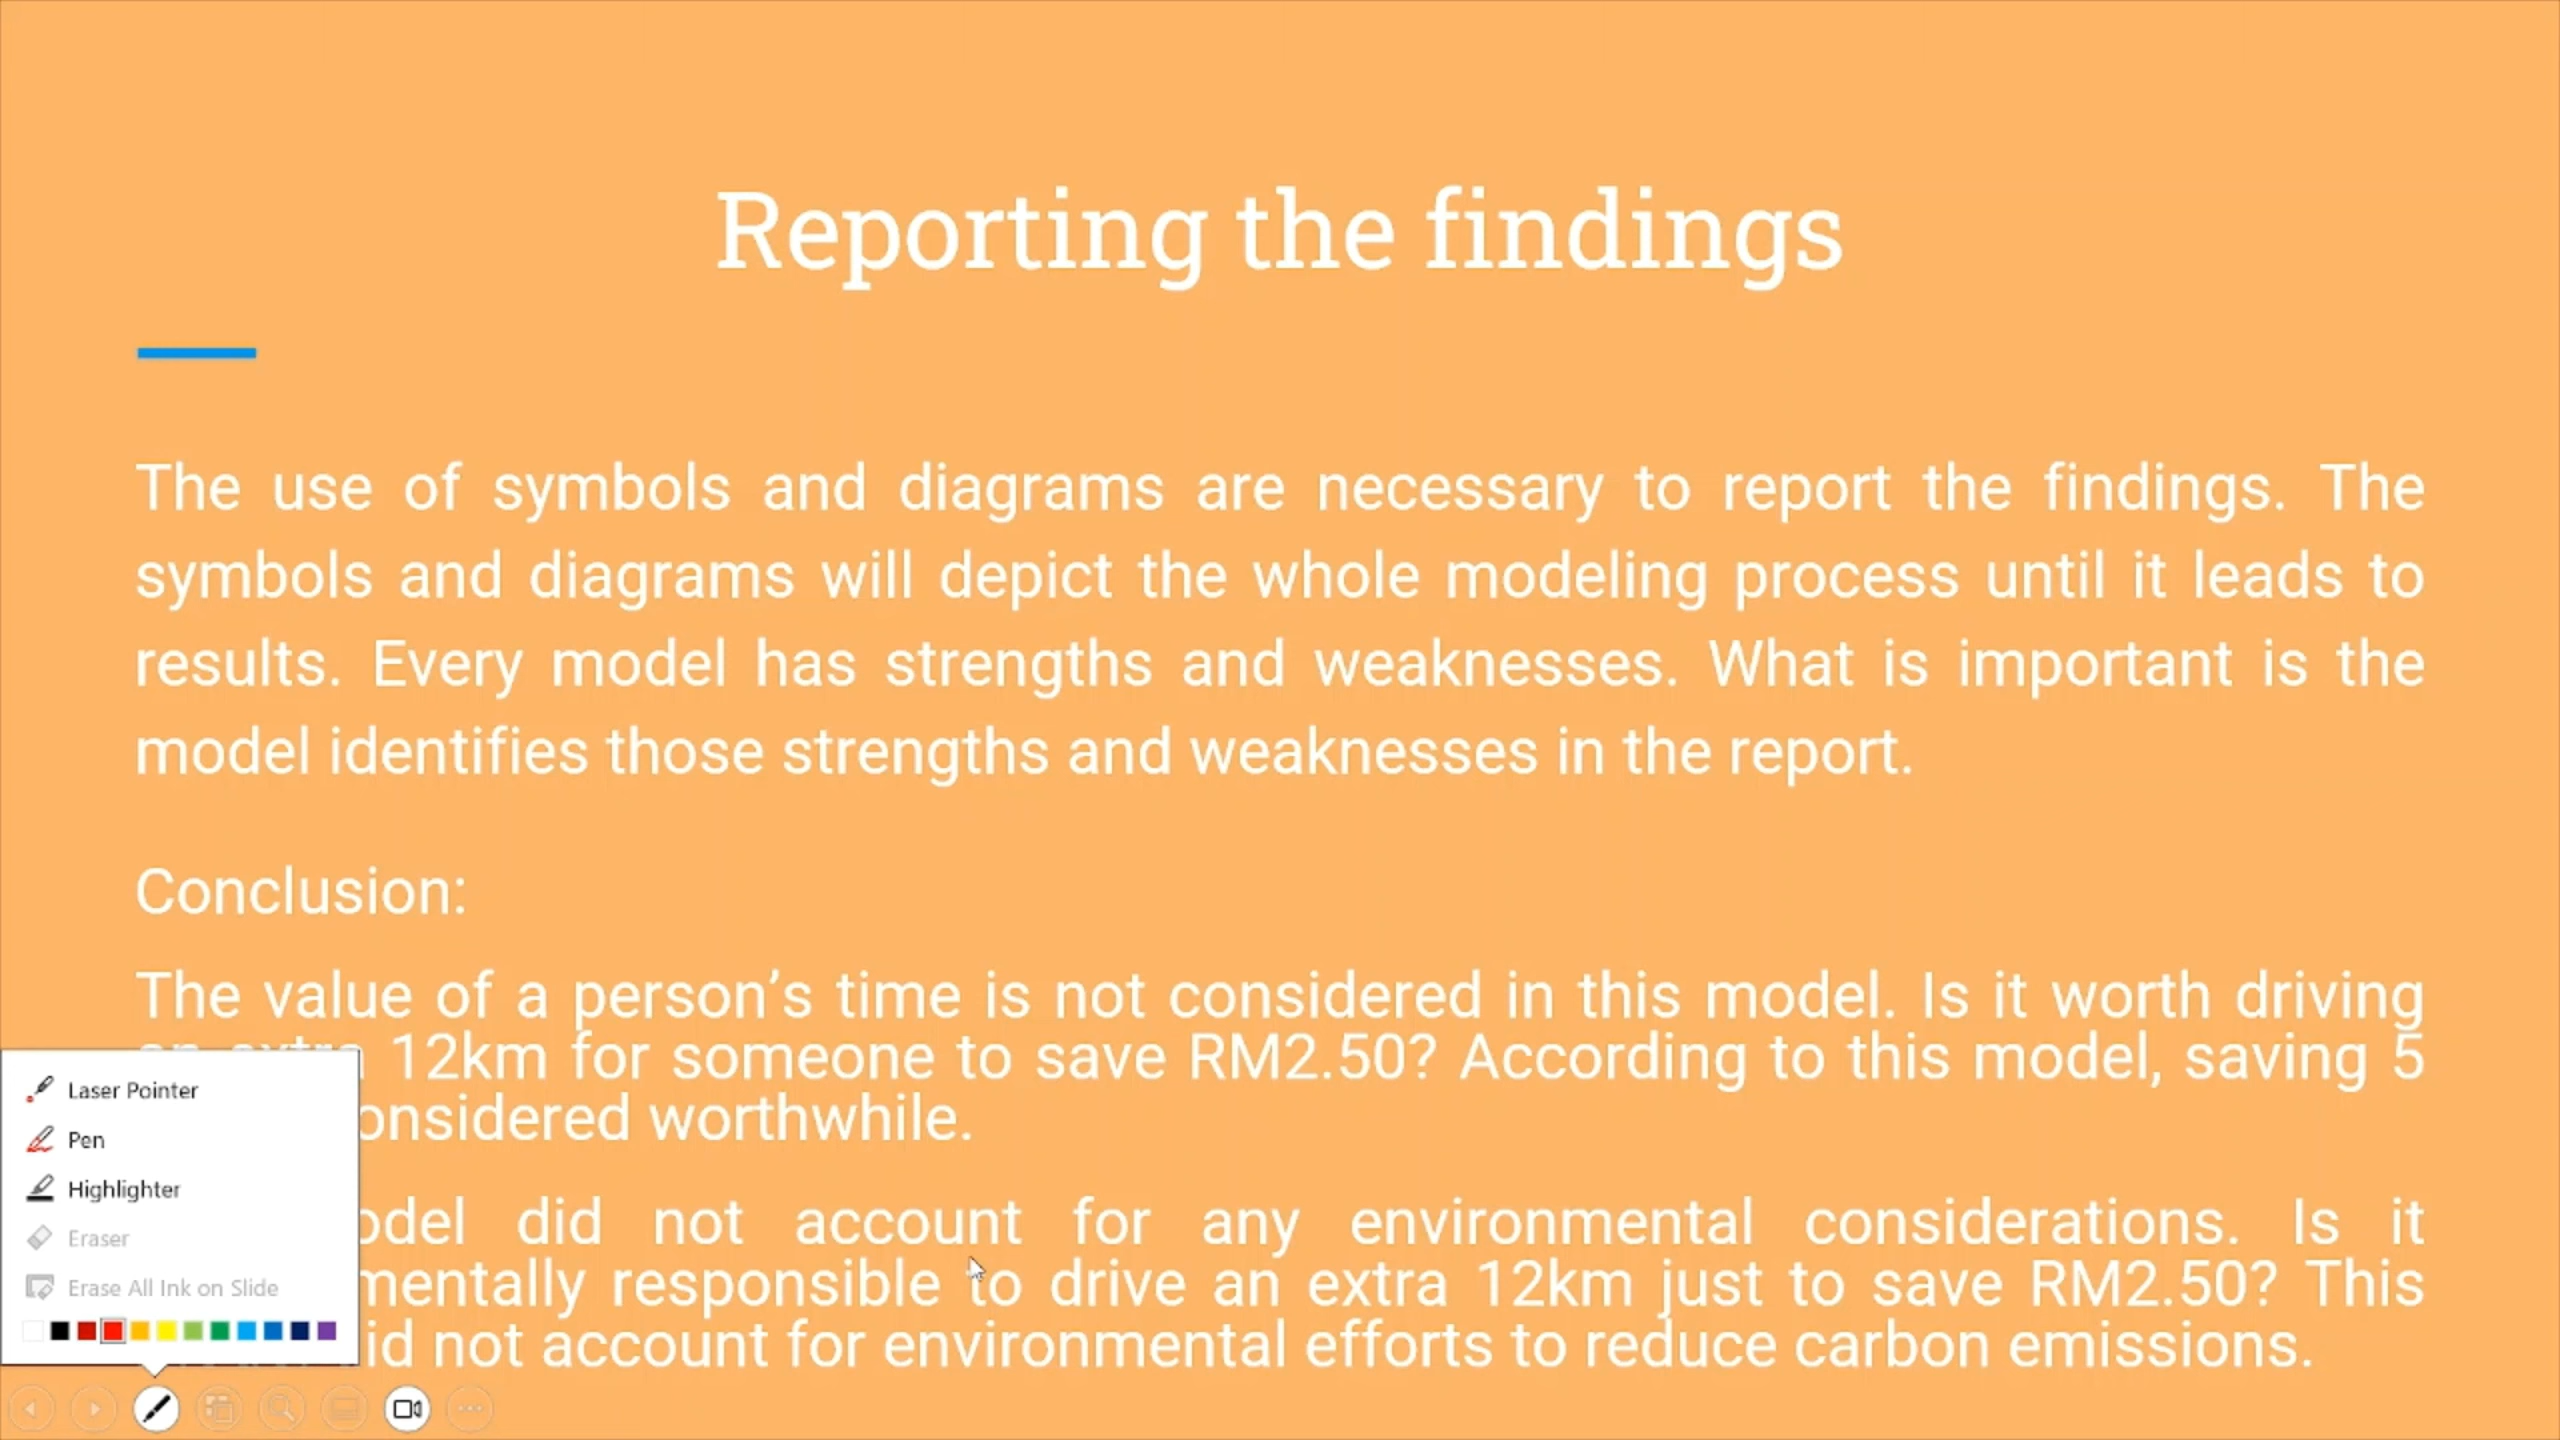 Reporting the findings
The use of symbols and diagrams are necessary to report the findings. The
symbols and diagrams will depict the whole modeling process until it leads to
results. Every model has strengths and weaknesses. What is important is the
model identifies those strengths and weaknesses in the report.
Conclusion:
The value of a person’s time is not considered in this model. Is it worth driving
an extra 12km for someone to save RM2.50? According to this model, saving 5
onsidered worthwhile.
odel did not account for any environmental considerations. Is it
mentally responsible to drive an extra 12km just to save RM2.50? This
id not account for environmental efforts to reduce carbon emissions.
Laser Pointer
Pen
Highlighter
Eraser
Erase All Ink on Slide